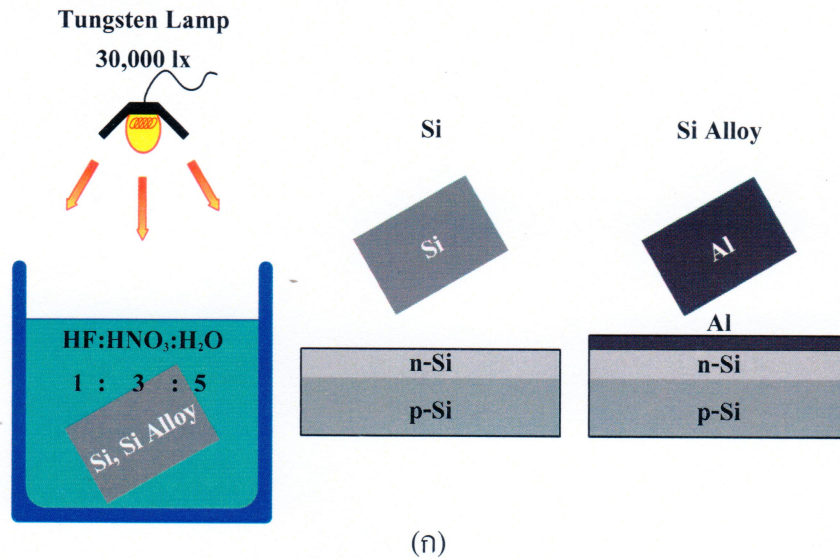 Tungsten Lamp
30,000 lx
HF:HNO₃:H₂O
1 : 3 : 5
Si, Si Alloy
Si
Si
n-Si
p-Si
Si Alloy
Al
Al
n-Si
p-Si
(ก)